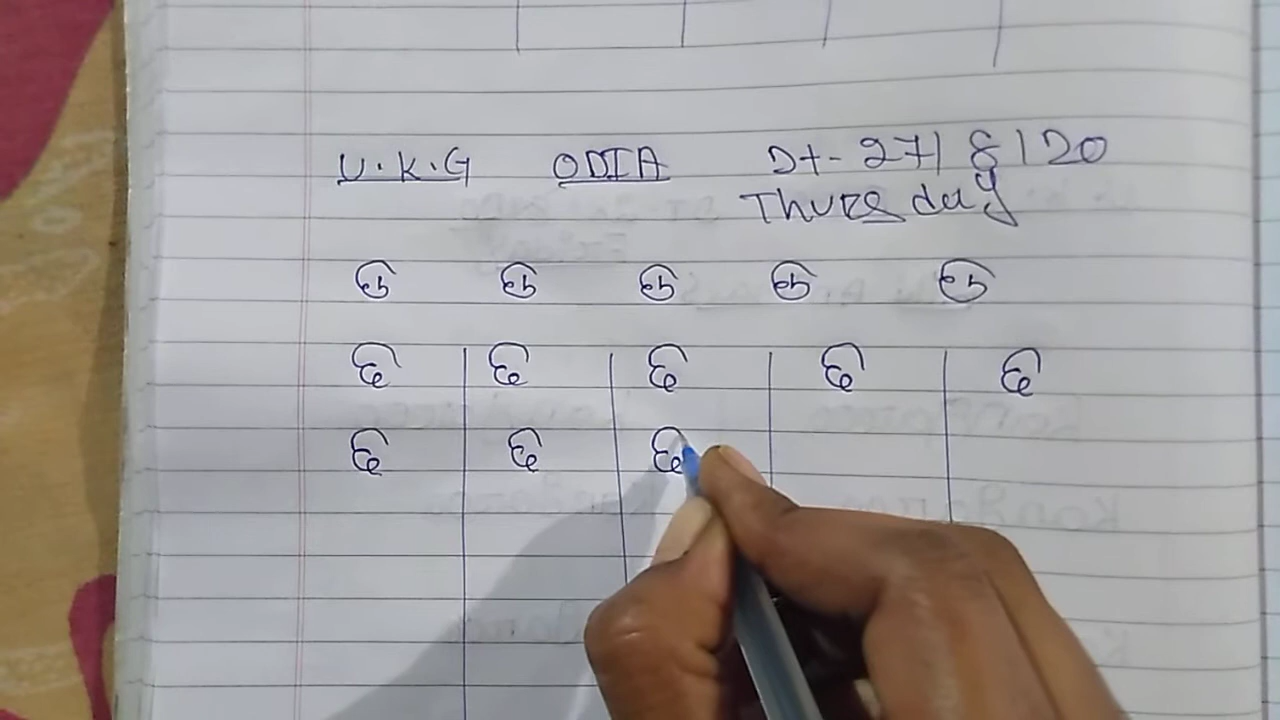 U.K.G ODIA Dt- 27/8/20
Thursday
ଚ ଚ ଚ ଚ ଚ
ଛ ଛ ଛ ଛ ଛ
ଛ ଛ ଛ